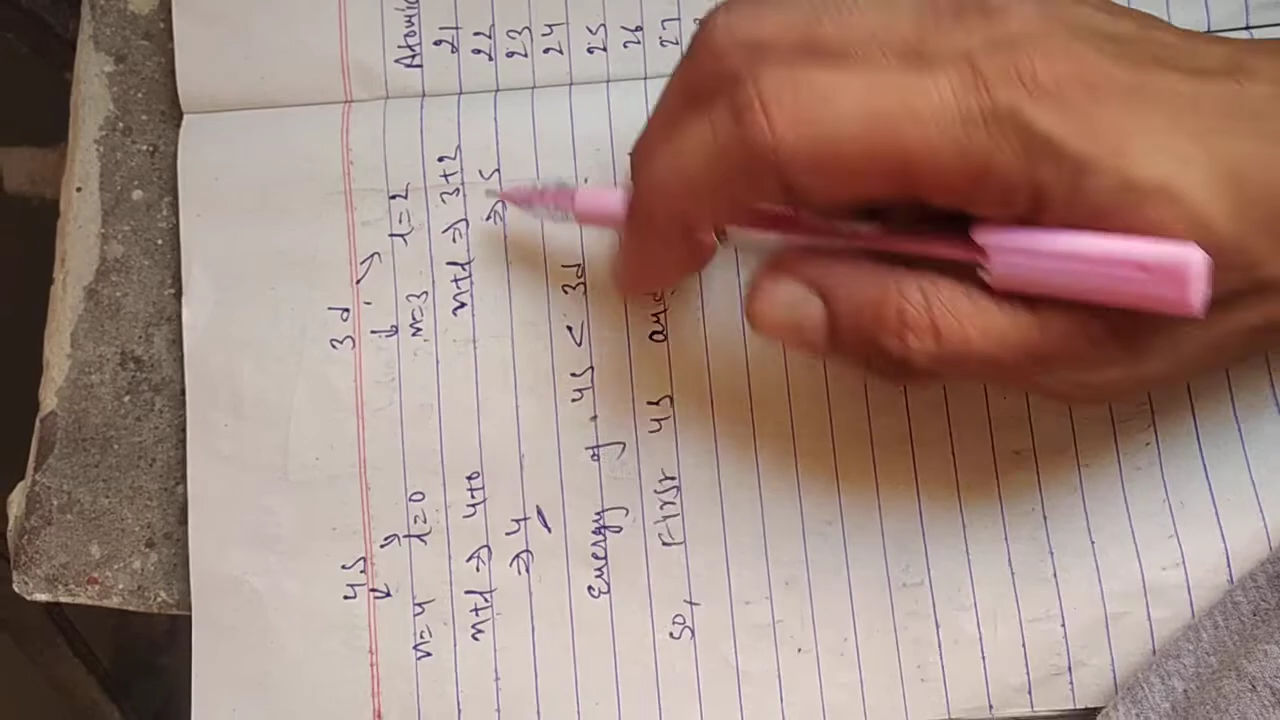 4S 3d
n=4 l=0 n=3 l=2
n+l ⇒ 4+0 n+l ⇒ 3+2
⇒ 4 ⇒ 5
Energy of 4S < 3d
So, First 4S and
Atomic
21
22
23
24
25
26
27